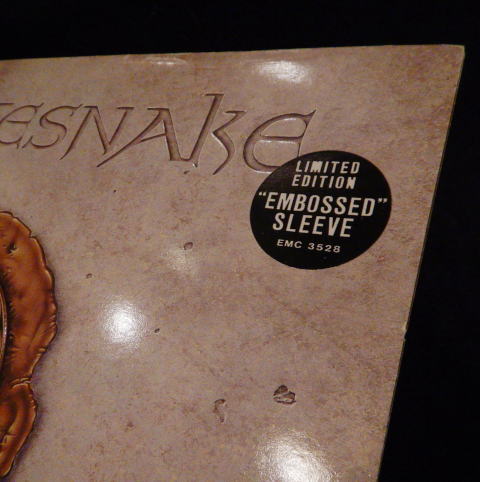 ESNAKE
LIMITED
EDITION
"EMBOSSED"
SLEEVE
EMC 3528